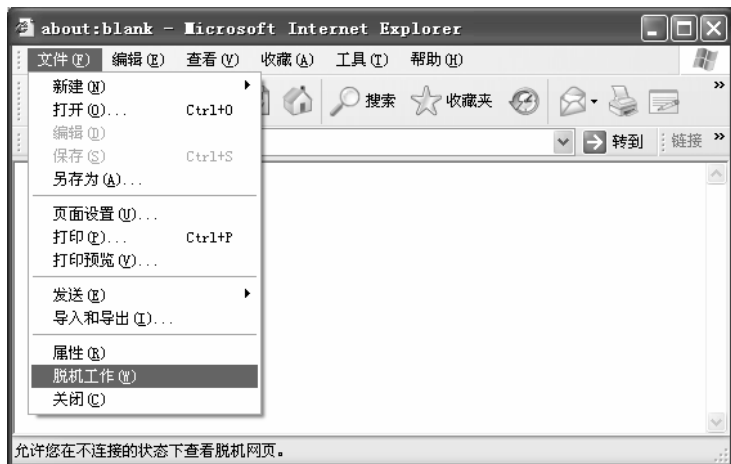 about:blank - Microsoft Internet Explorer
文件(F) 编辑(E) 查看(V) 收藏(A) 工具(T) 帮助(H)
新建(N)
打开(O)... Ctrl+O
编辑(D)
保存(S) Ctrl+S
另存为(A)...
页面设置(U)...
打印(P)... Ctrl+P
打印预览(V)...
发送(E)
导入和导出(I)...
属性(R)
脱机工作(W)
关闭(C)
搜索 收藏夹
转到 链接
允许您在不连接的状态下查看脱机网页。